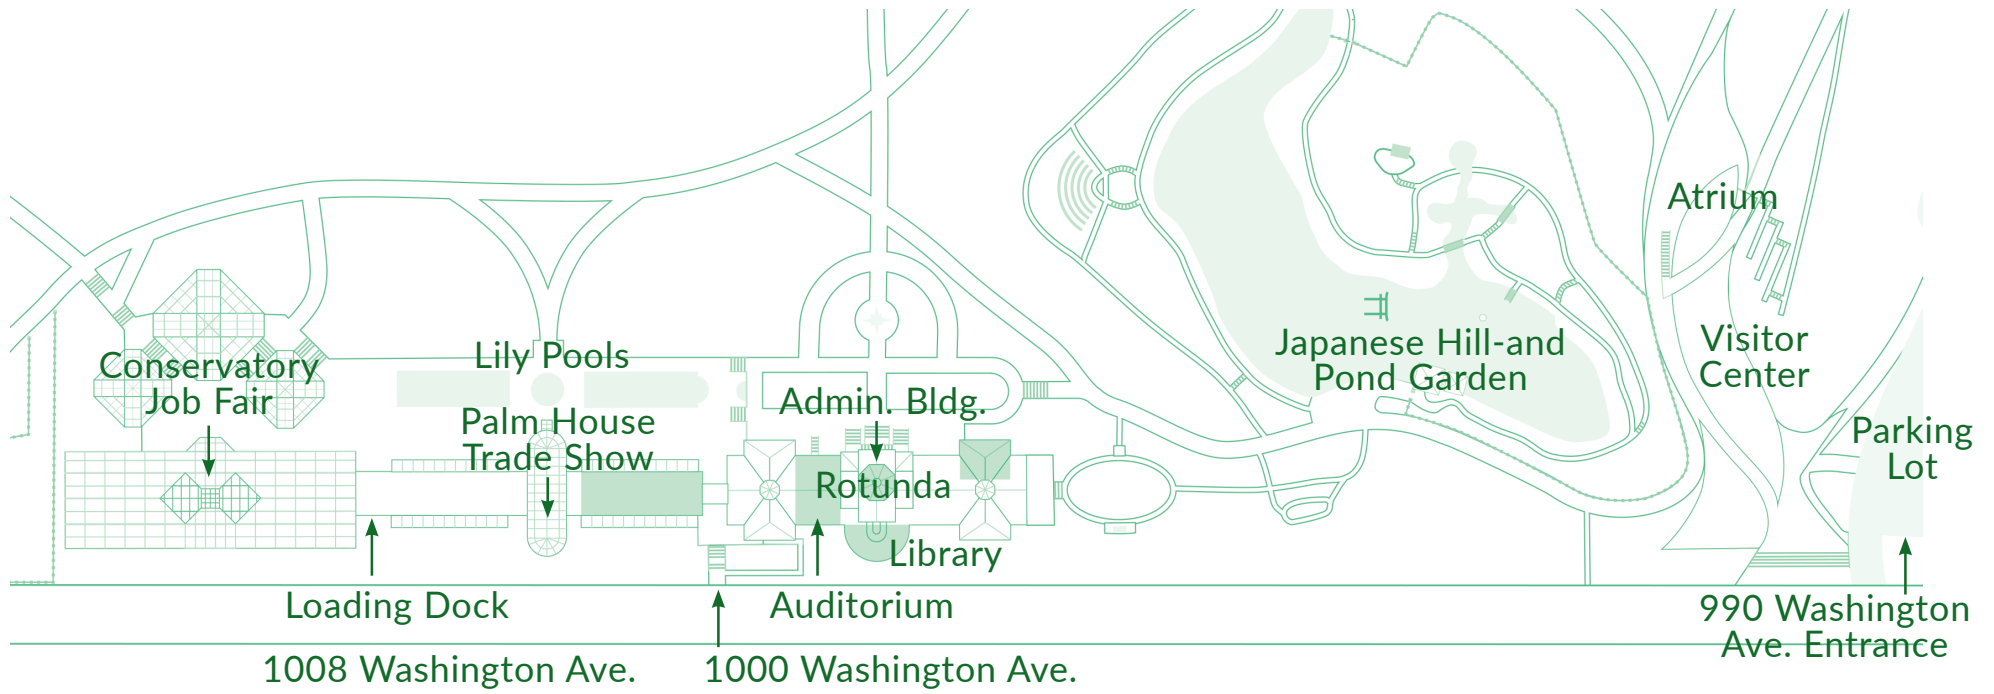 Atrium
Japanese Hill-and
Pond Garden
Visitor
Center
Lily Pools
Conservatory
Job Fair
Palm House
Trade Show
Admin. Bldg.
Rotunda
Parking
Lot
Library
Loading Dock
Auditorium
990 Washington
Ave. Entrance
1008 Washington Ave.
1000 Washington Ave.